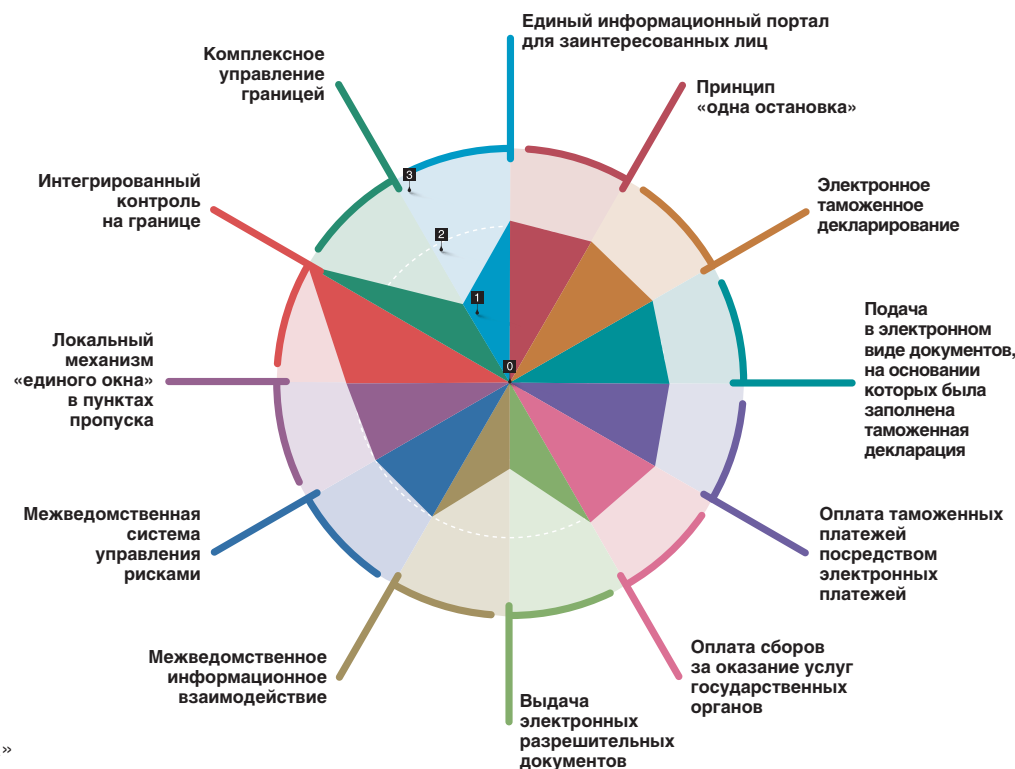 Единый информационный портал
для заинтересованных лиц
Принцип
«одна остановка»
Электронное
таможенное
декларирование
Подача
в электронном
виде документов,
на основании
которых была
заполнена
таможенная
декларация
Оплата таможенных
платежей
посредством
электронных
платежей
Оплата сборов
за оказание услуг
государственных
органов
Выдача
электронных
разрешительных
документов
Межведомственное
информационное
взаимодействие
Межведомственная
система
управления
рисками
Локальный
механизм
«единого окна»
в пунктах
пропуска
Интегрированный
контроль
на границе
Комплексное
управление
границей
3
2
1
0
»